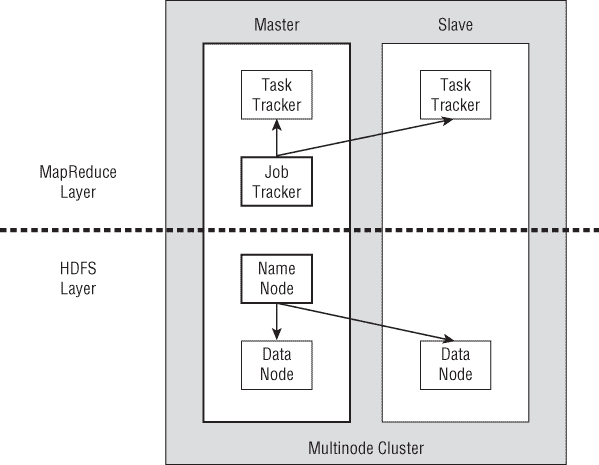 Master
Slave
Task
Tracker
Task
Tracker
MapReduce
Layer
Job
Tracker
HDFS
Layer
Name
Node
Data
Node
Data
Node
Multinode Cluster